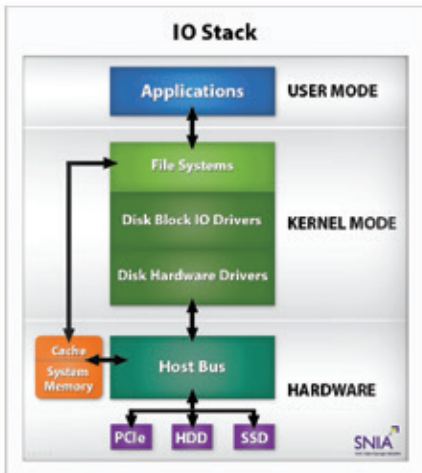 IO Stack
Applications
USER MODE
File Systems
Disk Block IO Drivers
KERNEL MODE
Disk Hardware Drivers
Cache
System
Memory
Host Bus
HARDWARE
PCIe
HDD
SSD
SNIA